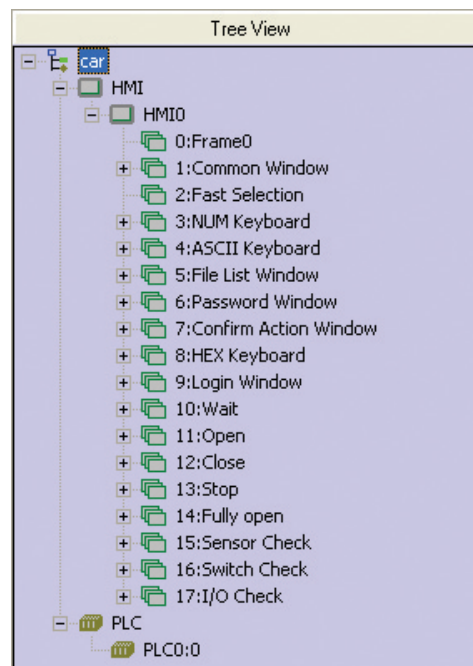 Tree View
car
HMI
HMI0
0:Frame0
1:Common Window
2:Fast Selection
3:NUM Keyboard
4:ASCII Keyboard
5:File List Window
6:Password Window
7:Confirm Action Window
8:HEX Keyboard
9:Login Window
10:Wait
11:Open
12:Close
13:Stop
14:Fully open
15:Sensor Check
16:Switch Check
17:I/O Check
PLC
PLC0:0